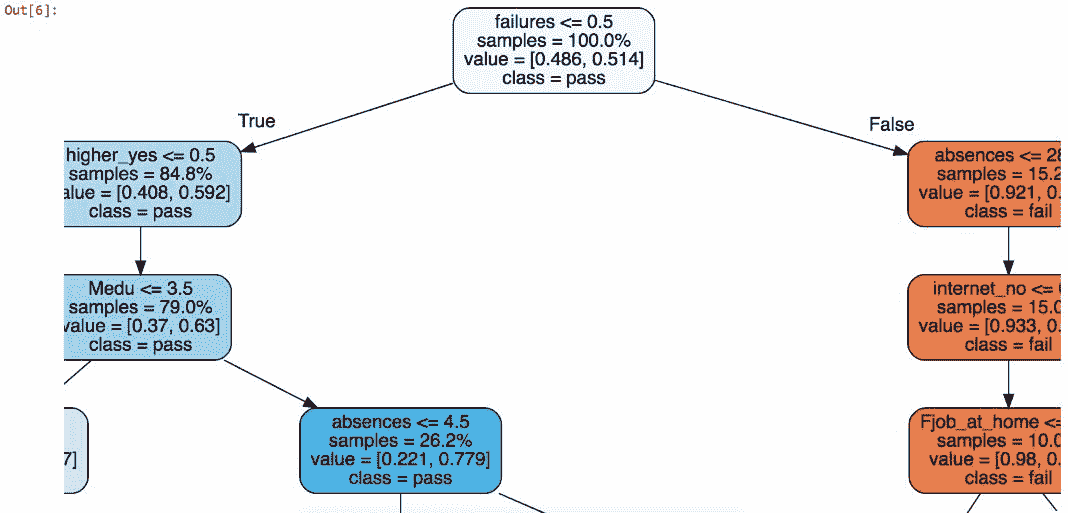 Out[6]:
failures <= 0.5
samples = 100.0%
value = [0.486, 0.514]
class = pass
True
False
higher_yes <= 0.5
samples = 84.8%
alue = [0.408, 0.592]
class = pass
absences <= 28
samples = 15.2
value = [0.921, 0.
class = fail
Medu <= 3.5
samples = 79.0%
value = [0.37, 0.63]
class = pass
internet_no <=
samples = 15.0
value = [0.933, 0.
class = fail
7]
absences <= 4.5
samples = 26.2%
value = [0.221, 0.779]
class = pass
Fjob_at_home <=
samples = 10.0
value = [0.98, 0.
class = fail